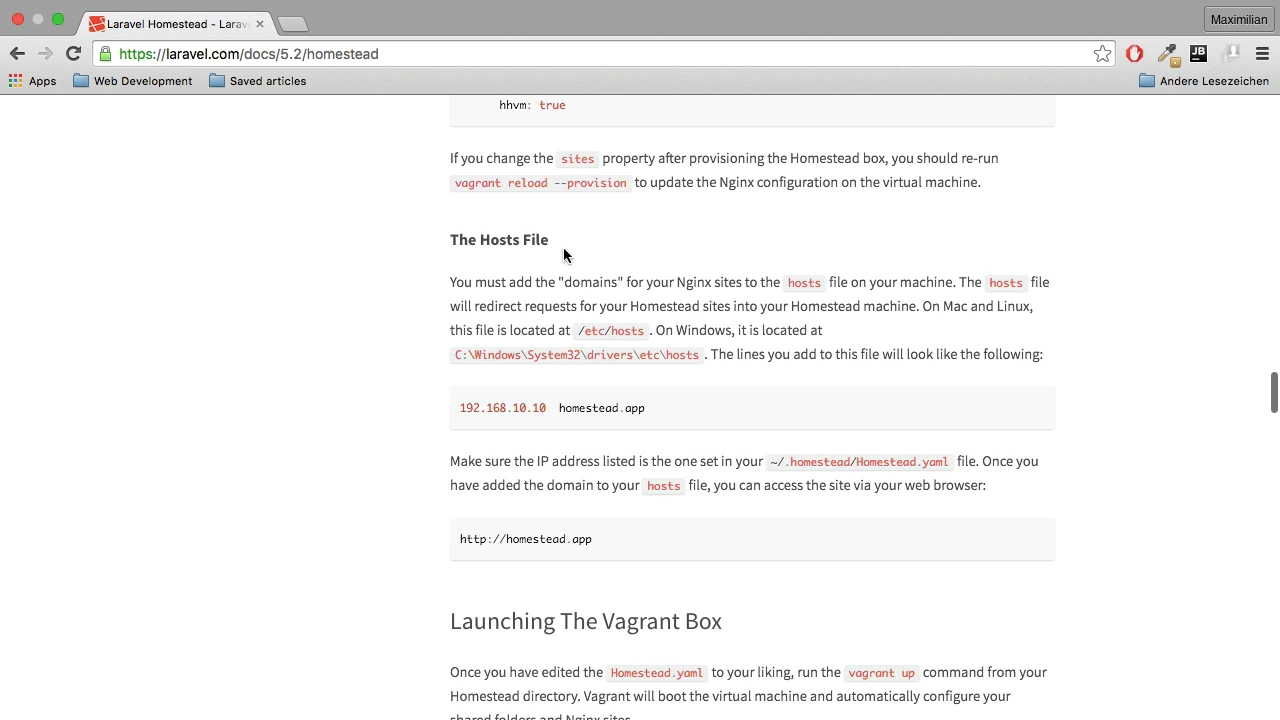 Laravel Homestead - Larav
Maximilian
https://laravel.com/docs/5.2/homestead
JB
Apps
Web Development
Saved articles
Andere Lesezeichen
hhvm: true
If you change the sites property after provisioning the Homestead box, you should re-run
vagrant reload --provision to update the Nginx configuration on the virtual machine.
The Hosts File
You must add the "domains" for your Nginx sites to the hosts file on your machine. The hosts file
will redirect requests for your Homestead sites into your Homestead machine. On Mac and Linux,
this file is located at /etc/hosts. On Windows, it is located at
C:\Windows\System32\drivers\etc\hosts. The lines you add to this file will look like the following:
192.168.10.10 homestead.app
Make sure the IP address listed is the one set in your ~/.homestead/Homestead.yaml file. Once you
have added the domain to your hosts file, you can access the site via your web browser:
http://homestead.app
Launching The Vagrant Box
Once you have edited the Homestead.yaml to your liking, run the vagrant up command from your
Homestead directory. Vagrant will boot the virtual machine and automatically configure your
shared folders and Nginx sites.